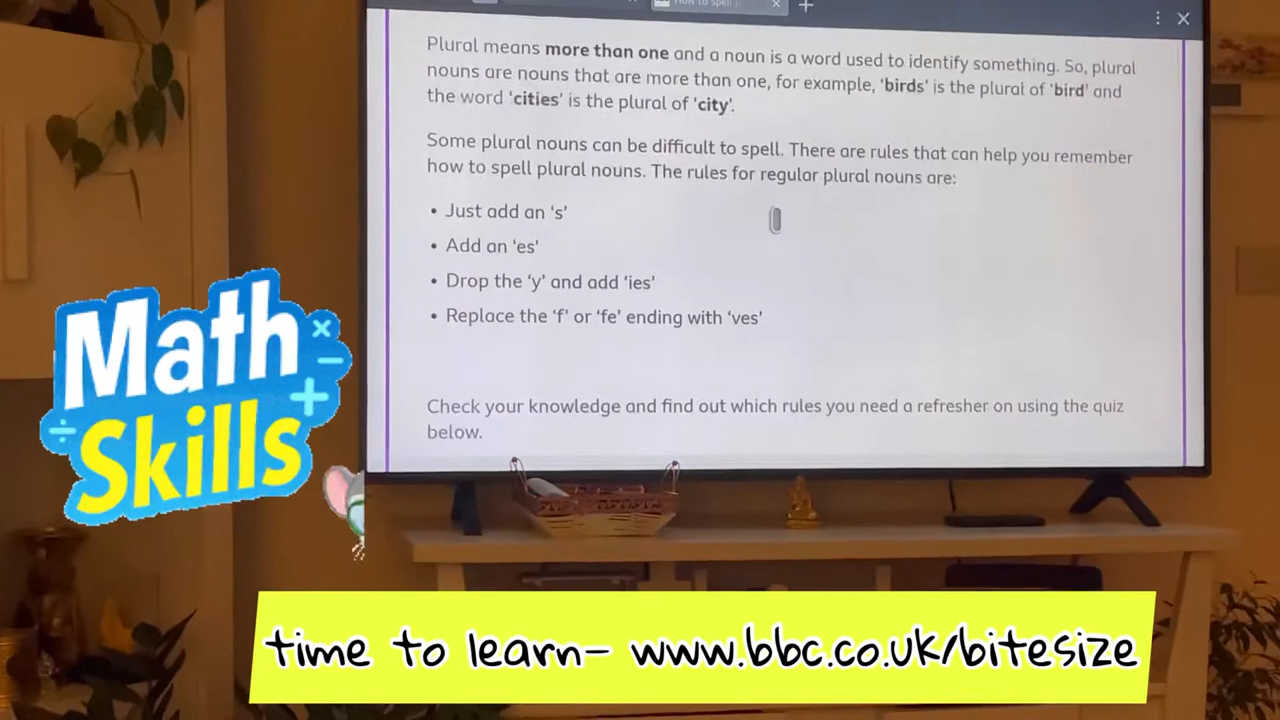 How to spell
Plural means more than one and a noun is a word used to identify something. So, plural
nouns are nouns that are more than one, for example, 'birds' is the plural of 'bird' and
the word 'cities' is the plural of 'city'.
Some plural nouns can be difficult to spell. There are rules that can help you remember
how to spell plural nouns. The rules for regular plural nouns are:
• Just add an 's'
• Add an 'es'
• Drop the 'y' and add 'ies'
• Replace the 'f' or 'fe' ending with 'ves'
Check your knowledge and find out which rules you need a refresher on using the quiz
below.
Math
Skills
time to learn- www.bbc.co.uk/bitesize